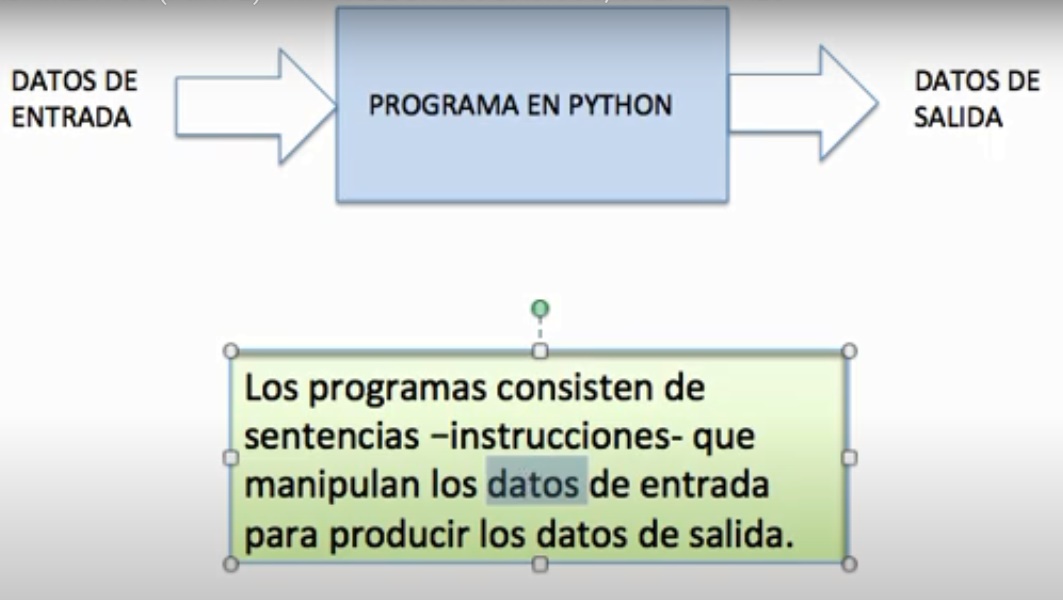 DATOS DE
ENTRADA
PROGRAMA EN PYTHON
DATOS DE
SALIDA
Los programas consisten de
sentencias –instrucciones- que
manipulan los datos de entrada
para producir los datos de salida.